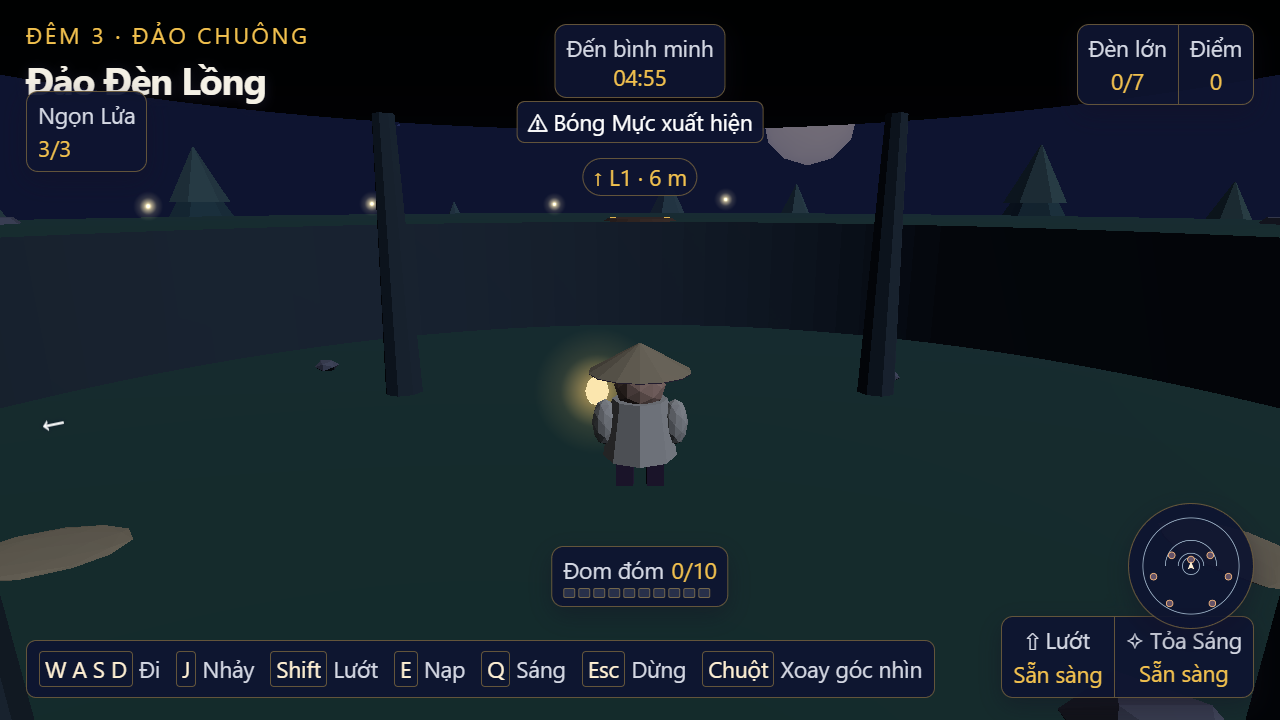 ĐÊM 3 · ĐẢO CHUÔNG
Đảo Đèn Lồng
Ngọn Lửa
3/3
Đến bình minh
04:55
⚠ Bóng Mực xuất hiện
↑ L1 · 6 m
Đèn lớn
0/7
Điểm
0
←
Đom đóm 0/10
W A S D Đi J Nhảy Shift Lướt E Nạp Q Sáng Esc Dừng Chuột Xoay góc nhìn
⇧ Lướt
Sẵn sàng
✧ Tỏa Sáng
Sẵn sàng